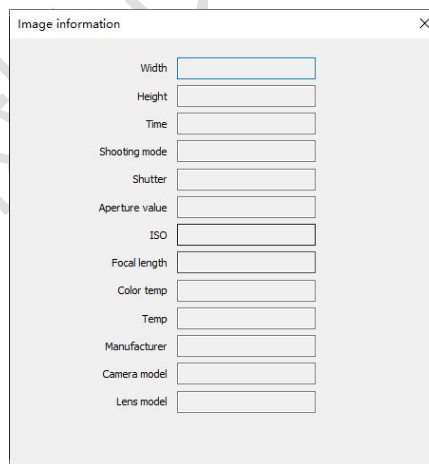 Image information
Width
Height
Time
Shooting mode
Shutter
Aperture value
ISO
Focal length
Color temp
Temp
Manufacturer
Camera model
Lens model